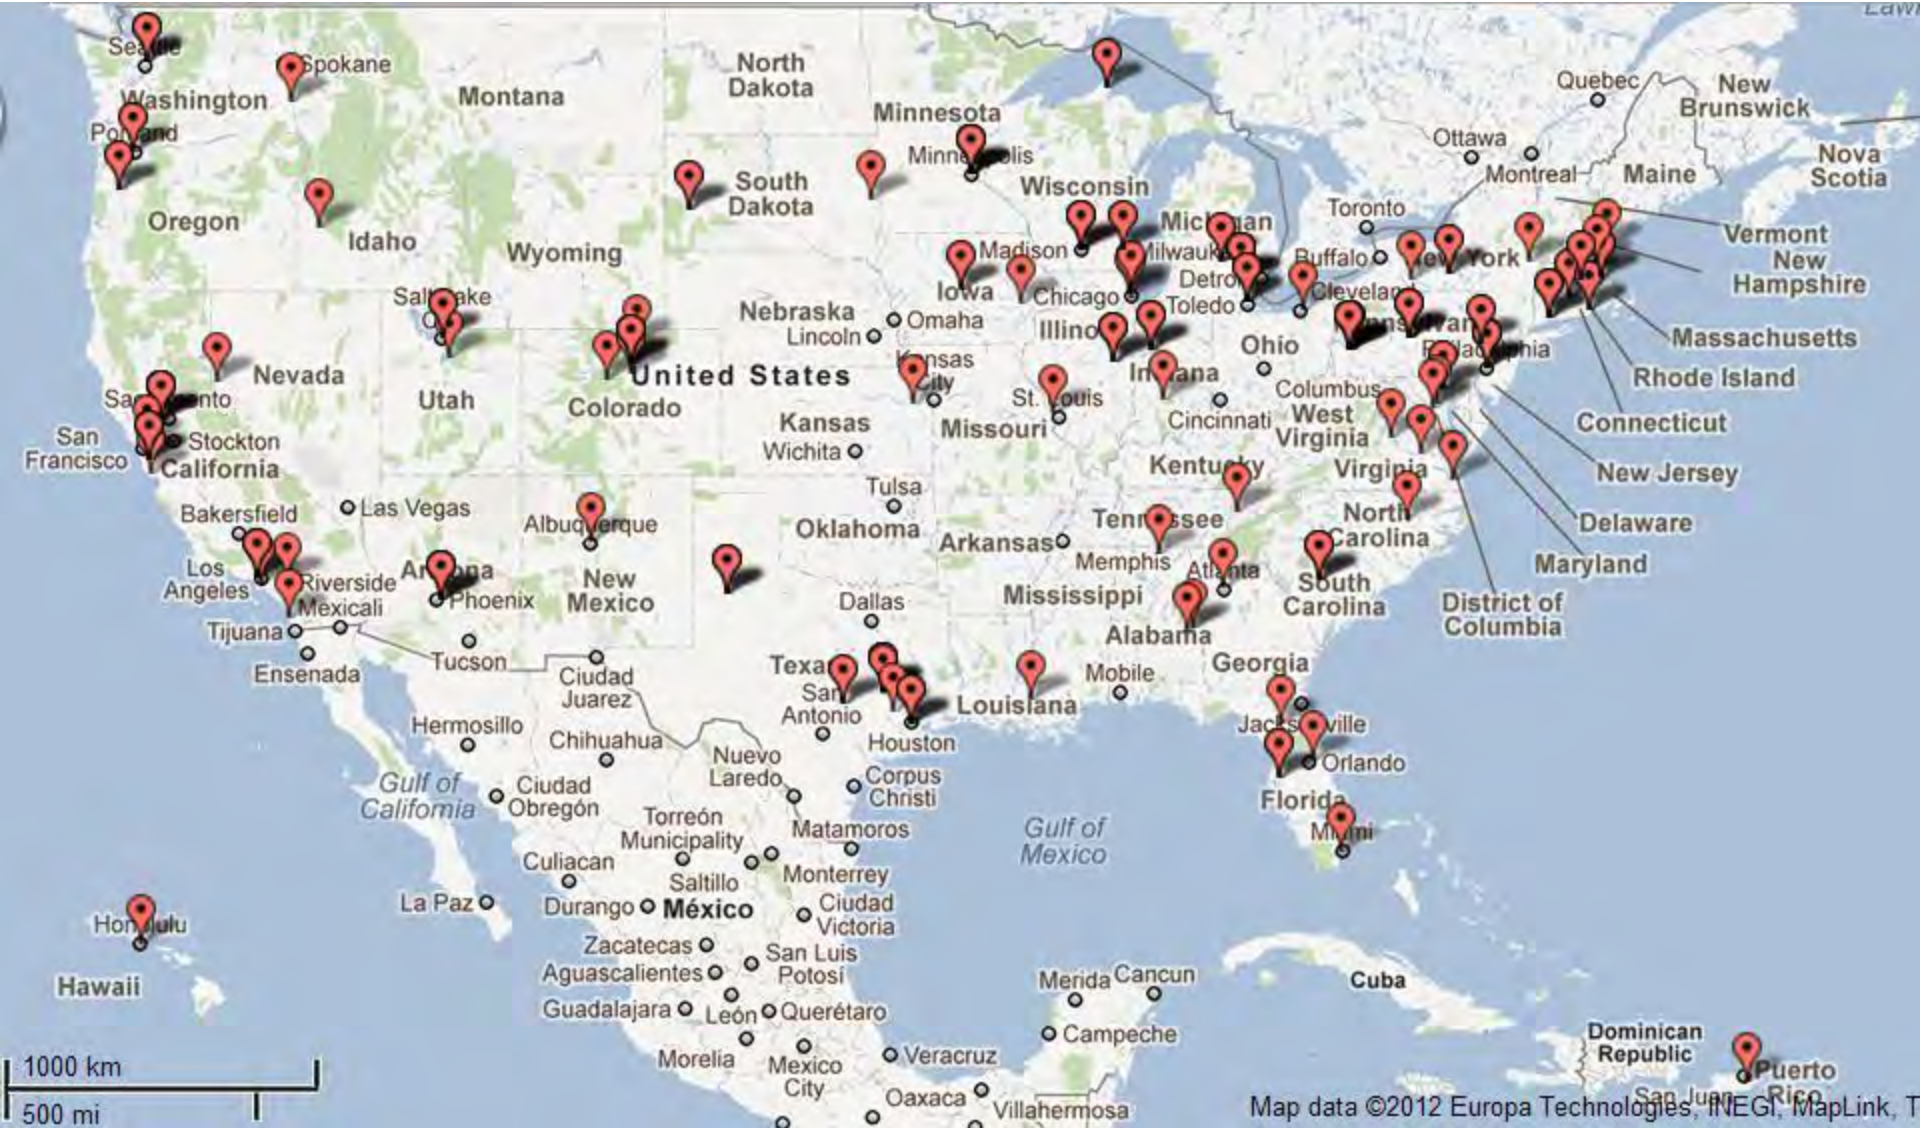 Seattle
Spokane
Washington
Portland
Oregon
Idaho
Montana
Wyoming
North
Dakota
South
Dakota
Minnesota
Minneapolis
Wisconsin
Michigan
Madison
Milwauk
Iowa
Chicago
Detro
Toledo
Nebraska
Omaha
Lincoln
Illino
Indiana
Ohio
Cleveland
Buffalo
Toronto
Ottawa
Montreal
Quebec
New
Brunswick
Nova
Scotia
Maine
Vermont
New
Hampshire
Massachusetts
Rhode Island
Connecticut
New Jersey
Delaware
Maryland
District of
Columbia
New York
Pennsylvan
Philadelphia
Columbus
Cincinnati
West
Virginia
Virginia
Kentucky
Tennessee
Memphis
North
Carolina
South
Carolina
Atlanta
Georgia
Alabama
Mississippi
Mobile
Louisiana
Arkansas
Missouri
St. Louis
Kansas
City
Kansas
Wichita
Tulsa
Oklahoma
United States
Colorado
Utah
Salt Lake
Nevada
Sacramento
Stockton
San
Francisco
California
Las Vegas
Bakersfield
Los
Angeles
Riverside
Mexicali
Tijuana
Ensenada
Arizona
Phoenix
Tucson
Albuquerque
New
Mexico
Ciudad
Juarez
Dallas
Texa
San
Antonio
Houston
Corpus
Christi
Jacksonville
Orlando
Florida
Miami
Gulf of
Mexico
Gulf of
California
Hermosillo
Chihuahua
Ciudad
Obregón
Nuevo
Laredo
Torreón
Municipality
Matamoros
Culiacan
Saltillo
Monterrey
La Paz
Durango
México
Ciudad
Victoria
Zacatecas
San Luis
Potosí
Aguascalientes
Guadalajara
León
Querétaro
Morelia
Mexico
City
Veracruz
Oaxaca
Villahermosa
Merida
Cancun
Campeche
Cuba
Dominican
Republic
Puerto
Rico
San Juan
Honolulu
Hawaii
1000 km
500 mi
Map data ©2012 Europa Technologies, INEGI, MapLink, T